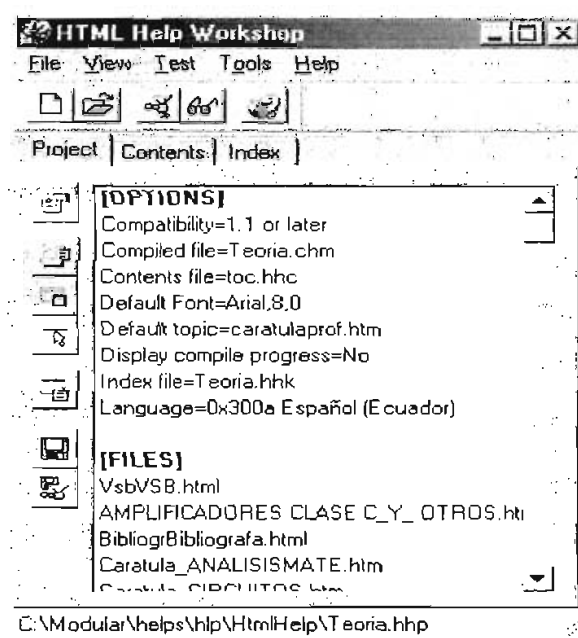 HTML Help Workshop
File View Test Tools Help
Project Contents Index
[OPTIONS]
Compatibility=1.1 or later
Compiled file=Teoria.chm
Contents file=toc.hhc
Default Font=Arial,8,0
Default topic=caratulaprof.htm
Display compile progress=No
Index file=Teoria.hhk
Language=0x300a Español (Ecuador)
[FILES]
VsbVSB.html
AMPLIFICADORES CLASE C_Y_ OTROS.htm
BibliogrBibliografa.html
Caratula_ANALISISMATE.htm
Caratula_CIRCUITOS.htm
C:\Modular\helps\hlp\HtmlHelp\Teoria.hhp